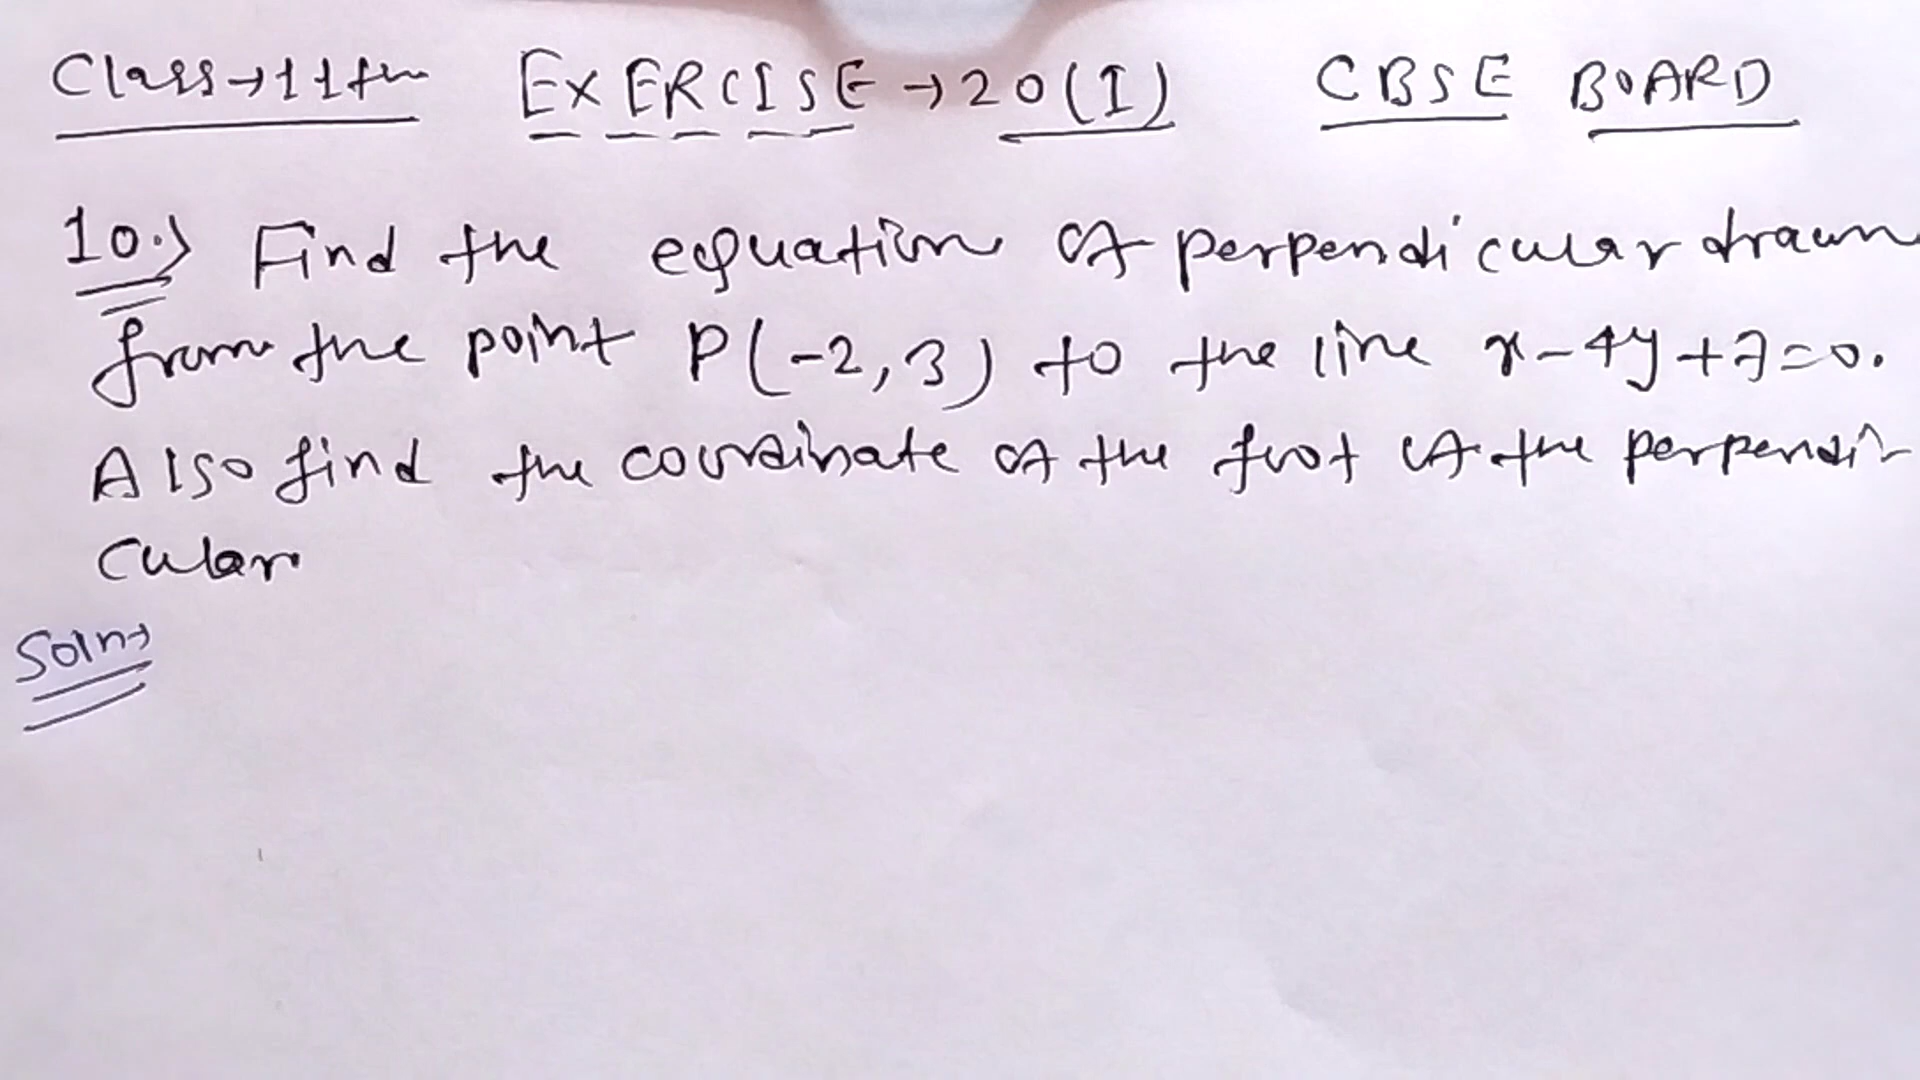 Class→11th EXERCISE→20(I) CBSE BOARD
10.) Find the equation of perpendicular drawn
from the point P(-2,3) to the line x-4y+7=0.
Also find the coordinate of the foot of the perpendi-
cular
Soln→